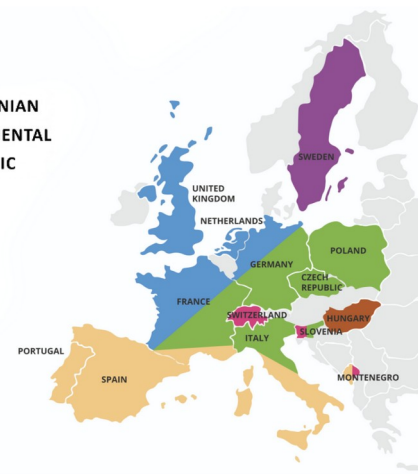 NIAN
ENTAL
IC
SWEDEN
UNITED
KINGDOM
NETHERLANDS
POLAND
GERMANY
CZECH
REPUBLIC
FRANCE
SWITZERLAND
HUNGARY
SLOVENIA
ITALY
PORTUGAL
SPAIN
MONTENEGRO